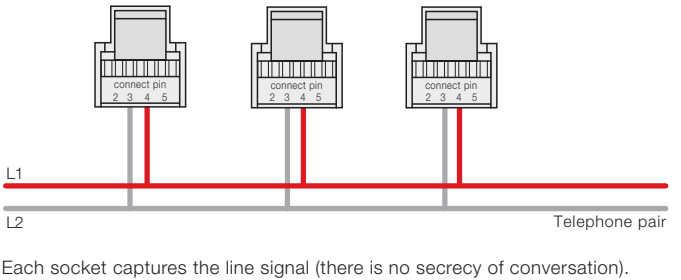 connect pin connect pin connect pin
2 3 4 5 2 3 4 5 2 3 4 5
L1
L2 Telephone pair
Each socket captures the line signal (there is no secrecy of conversation).